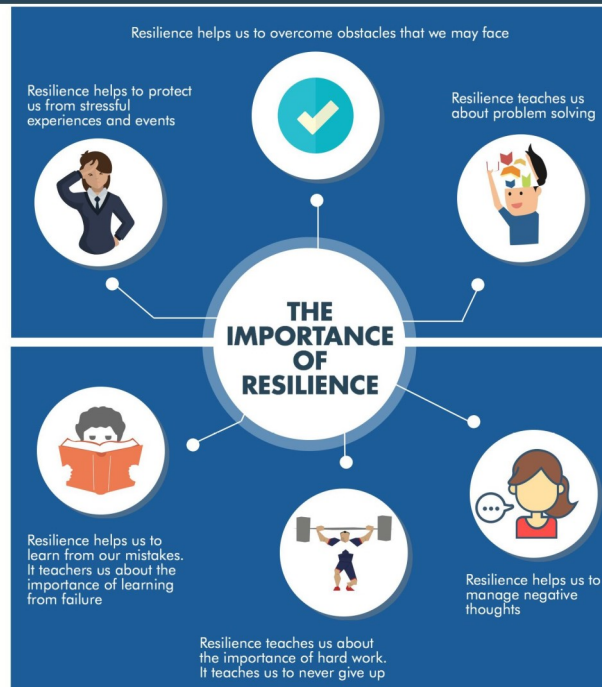 Resilience helps us to overcome obstacles that we may face
Resilience helps to protect
us from stressful
experiences and events
Resilience teaches us
about problem solving
THE
IMPORTANCE
OF
RESILIENCE
Resilience helps us to
learn from our mistakes.
It teachers us about the
importance of learning
from failure
Resilience teaches us about
the importance of hard work.
It teaches us to never give up
Resilience helps us to
manage negative
thoughts